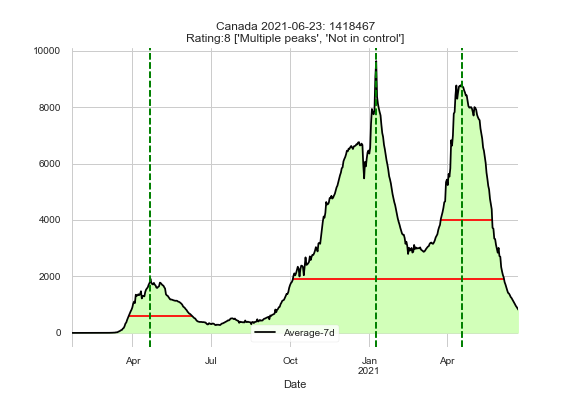 Canada 2021-06-23: 1418467
Rating:8 ['Multiple peaks', 'Not in control']
10000
8000
6000
4000
2000
0
Average-7d
Apr Jul Oct Jan Apr
2021
Date